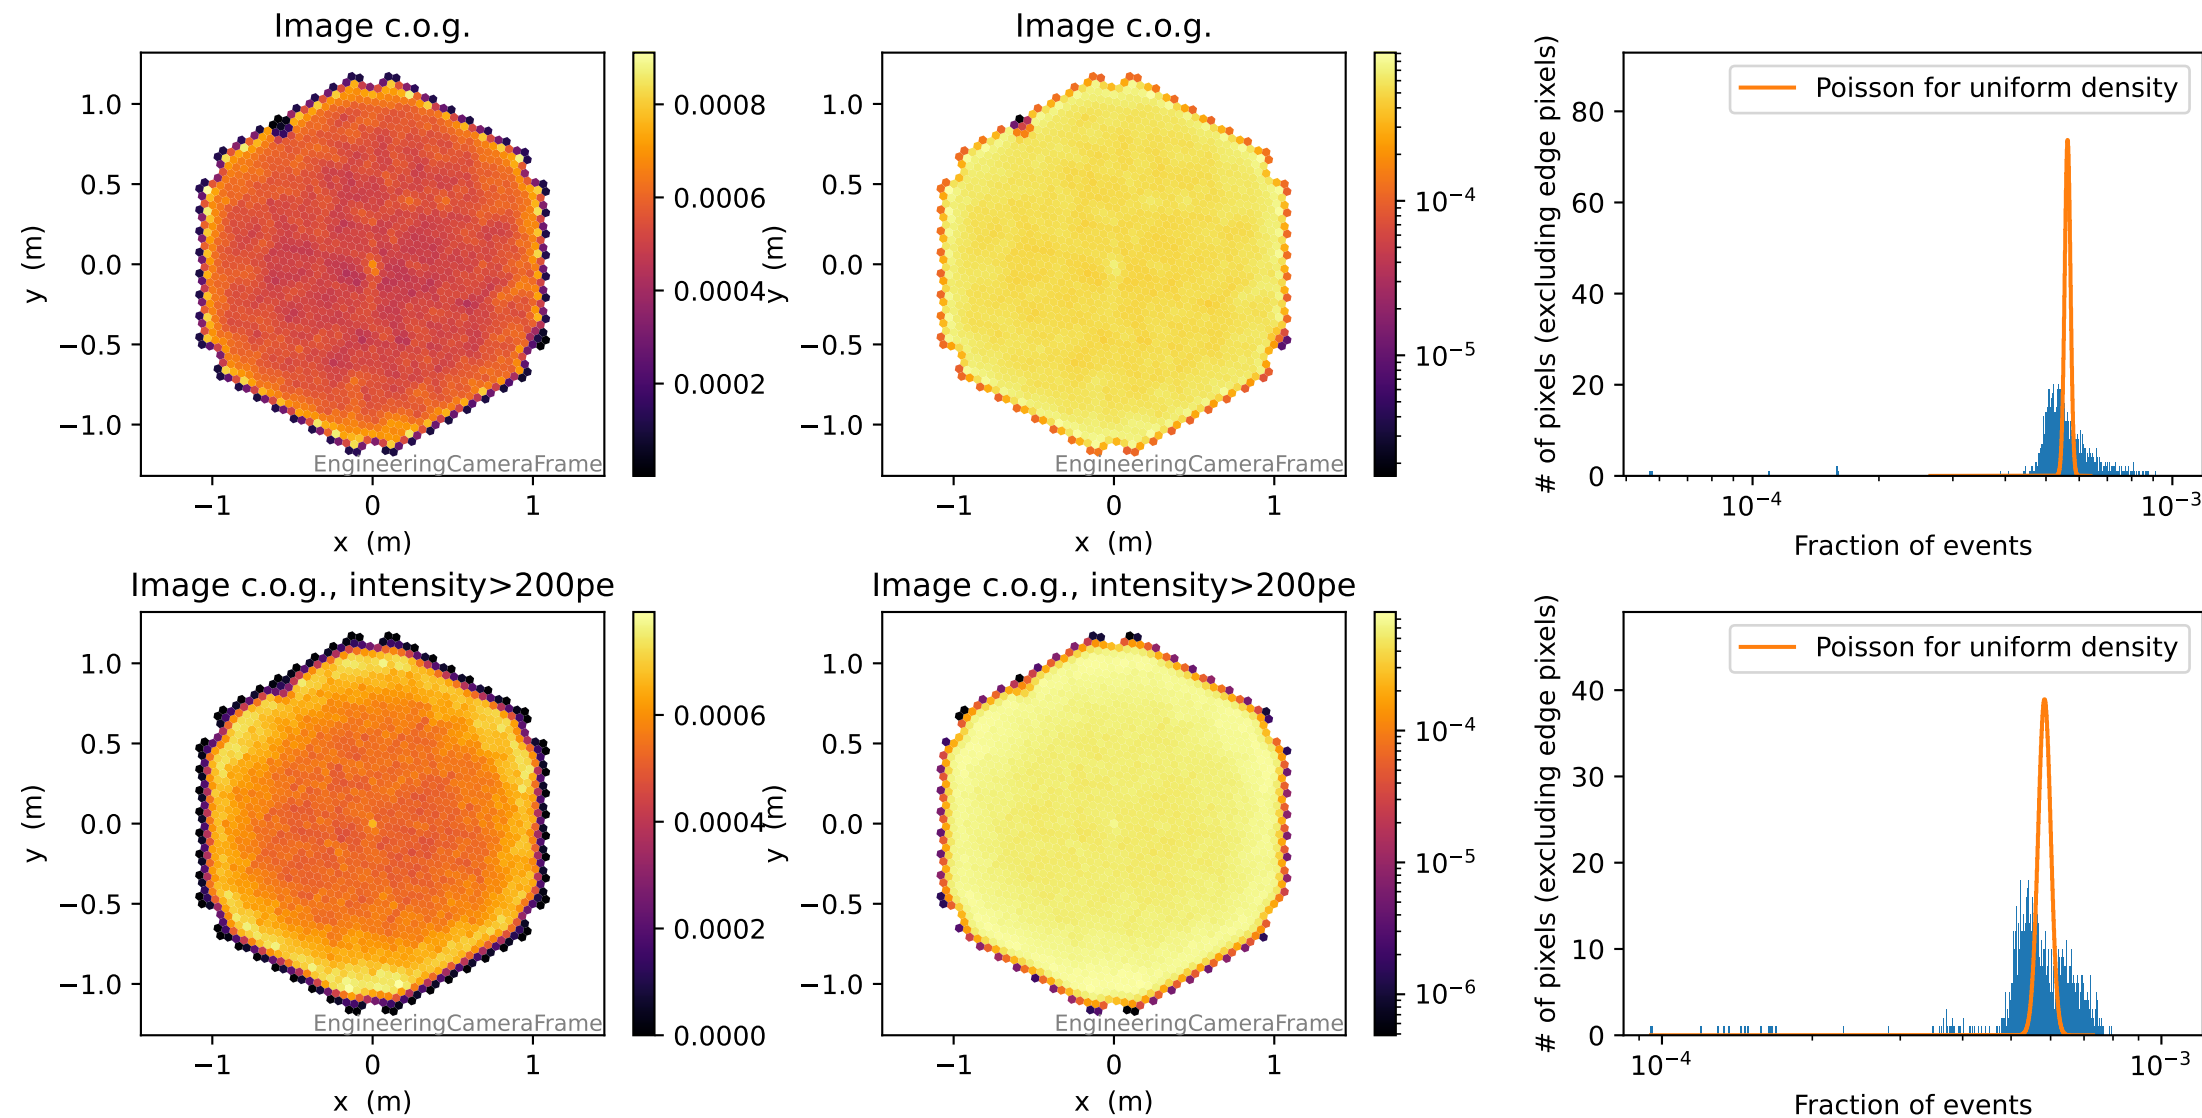 Image c.o.g.
1.0
0.5
0.0
−0.5
−1.0
y (m)
−1
0
1
x (m)
EngineeringCameraFrame
0.0008
0.0006
0.0004
0.0002
Image c.o.g.
1.0
0.5
0.0
−0.5
−1.0
y (m)
−1
0
1
x (m)
EngineeringCameraFrame
10⁻⁴
10⁻⁵
Poisson for uniform density
# of pixels (excluding edge pixels)
80
60
40
20
0
10⁻⁴
10⁻³
Fraction of events
Image c.o.g., intensity>200pe
1.0
0.5
0.0
−0.5
−1.0
y (m)
−1
0
1
x (m)
EngineeringCameraFrame
0.0006
0.0004
0.0002
0.0000
Image c.o.g., intensity>200pe
1.0
0.5
0.0
−0.5
−1.0
y (m)
−1
0
1
x (m)
EngineeringCameraFrame
10⁻⁴
10⁻⁵
10⁻⁶
Poisson for uniform density
# of pixels (excluding edge pixels)
40
30
20
10
0
10⁻⁴
10⁻³
Fraction of events